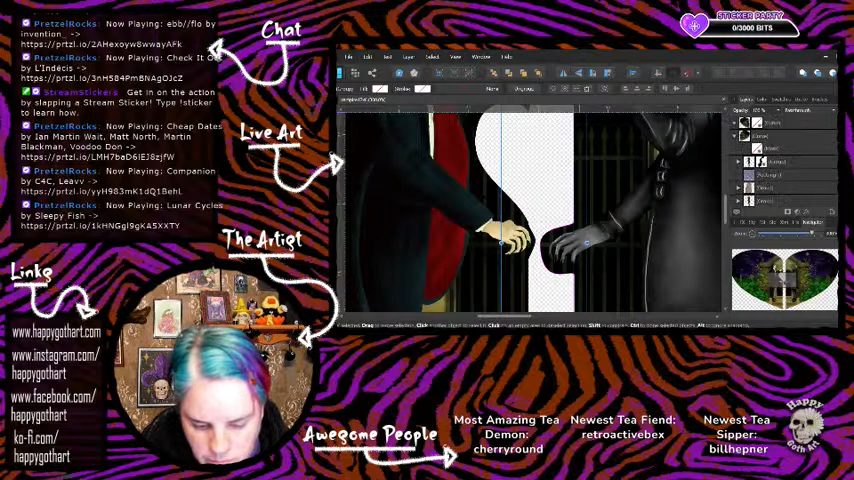 PretzelRocks: Now Playing: ebb//flo by
invention_ ->
https://prtzl.io/2AHexoyw8wwayAFk
PretzelRocks: Now Playing: Check It Out
by L'Indécis ->
https://prtzl.io/3nHSB4PmBNAgOJcZ
StreamStickers: Get in on the action
by slapping a Stream Sticker! Type !sticker
to learn how.
PretzelRocks: Now Playing: Cheap Dates
by Ian Martin Wait, Matt North, Martin
Blackman, Voodoo Don ->
https://prtzl.io/LMH7baD6IEJ8zjfW
PretzelRocks: Now Playing: Companion
by C4C, Leavv ->
https://prtzl.io/yyH983mK1dQ1BehL
PretzelRocks: Now Playing: Lunar Cycles
by Sleepy Fish ->
https://prtzl.io/1kHNGgl9gKA5XXTY
Chat
Live Art
The Artist
Links
www.happygothart.com
www.instagram.com/
happygothart
www.facebook.com/
happygothart
ko-fi.com/
happygothart
STICKER PARTY
0/3000 BITS
Awesome People
Most Amazing Tea
Demon:
cherryround
Newest Tea Fiend:
retroactivebex
Newest Tea
Sipper:
billhepner
Happy
Goth Art